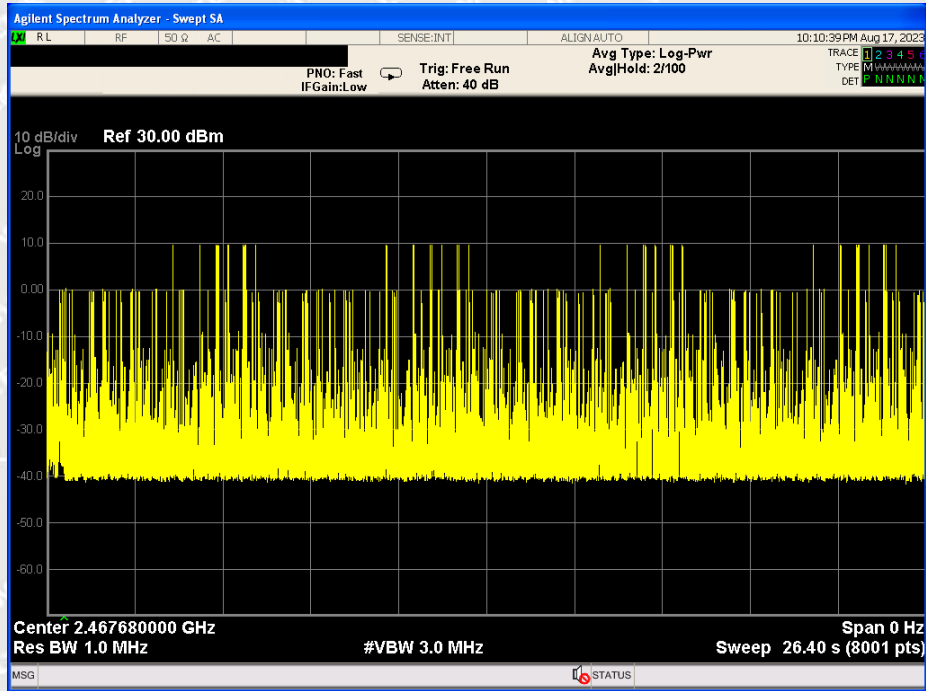 Agilent Spectrum Analyzer - Swept SA
LXI RL RF 50 Ω AC SENSE:INT ALIGNAUTO 10:10:39 PM Aug 17, 2023
PNO: Fast Trig: Free Run Avg Type: Log-Pwr TRACE 1 2 3 4 5 6
IFGain:Low Atten: 40 dB Avg|Hold: 2/100 TYPE M
DET P N N N N N
10 dB/div Ref 30.00 dBm
Log
20.0
10.0
0.00
-10.0
-20.0
-30.0
-40.0
-50.0
-60.0
Center 2.467680000 GHz Span 0 Hz
Res BW 1.0 MHz #VBW 3.0 MHz Sweep 26.40 s (8001 pts)
MSG STATUS